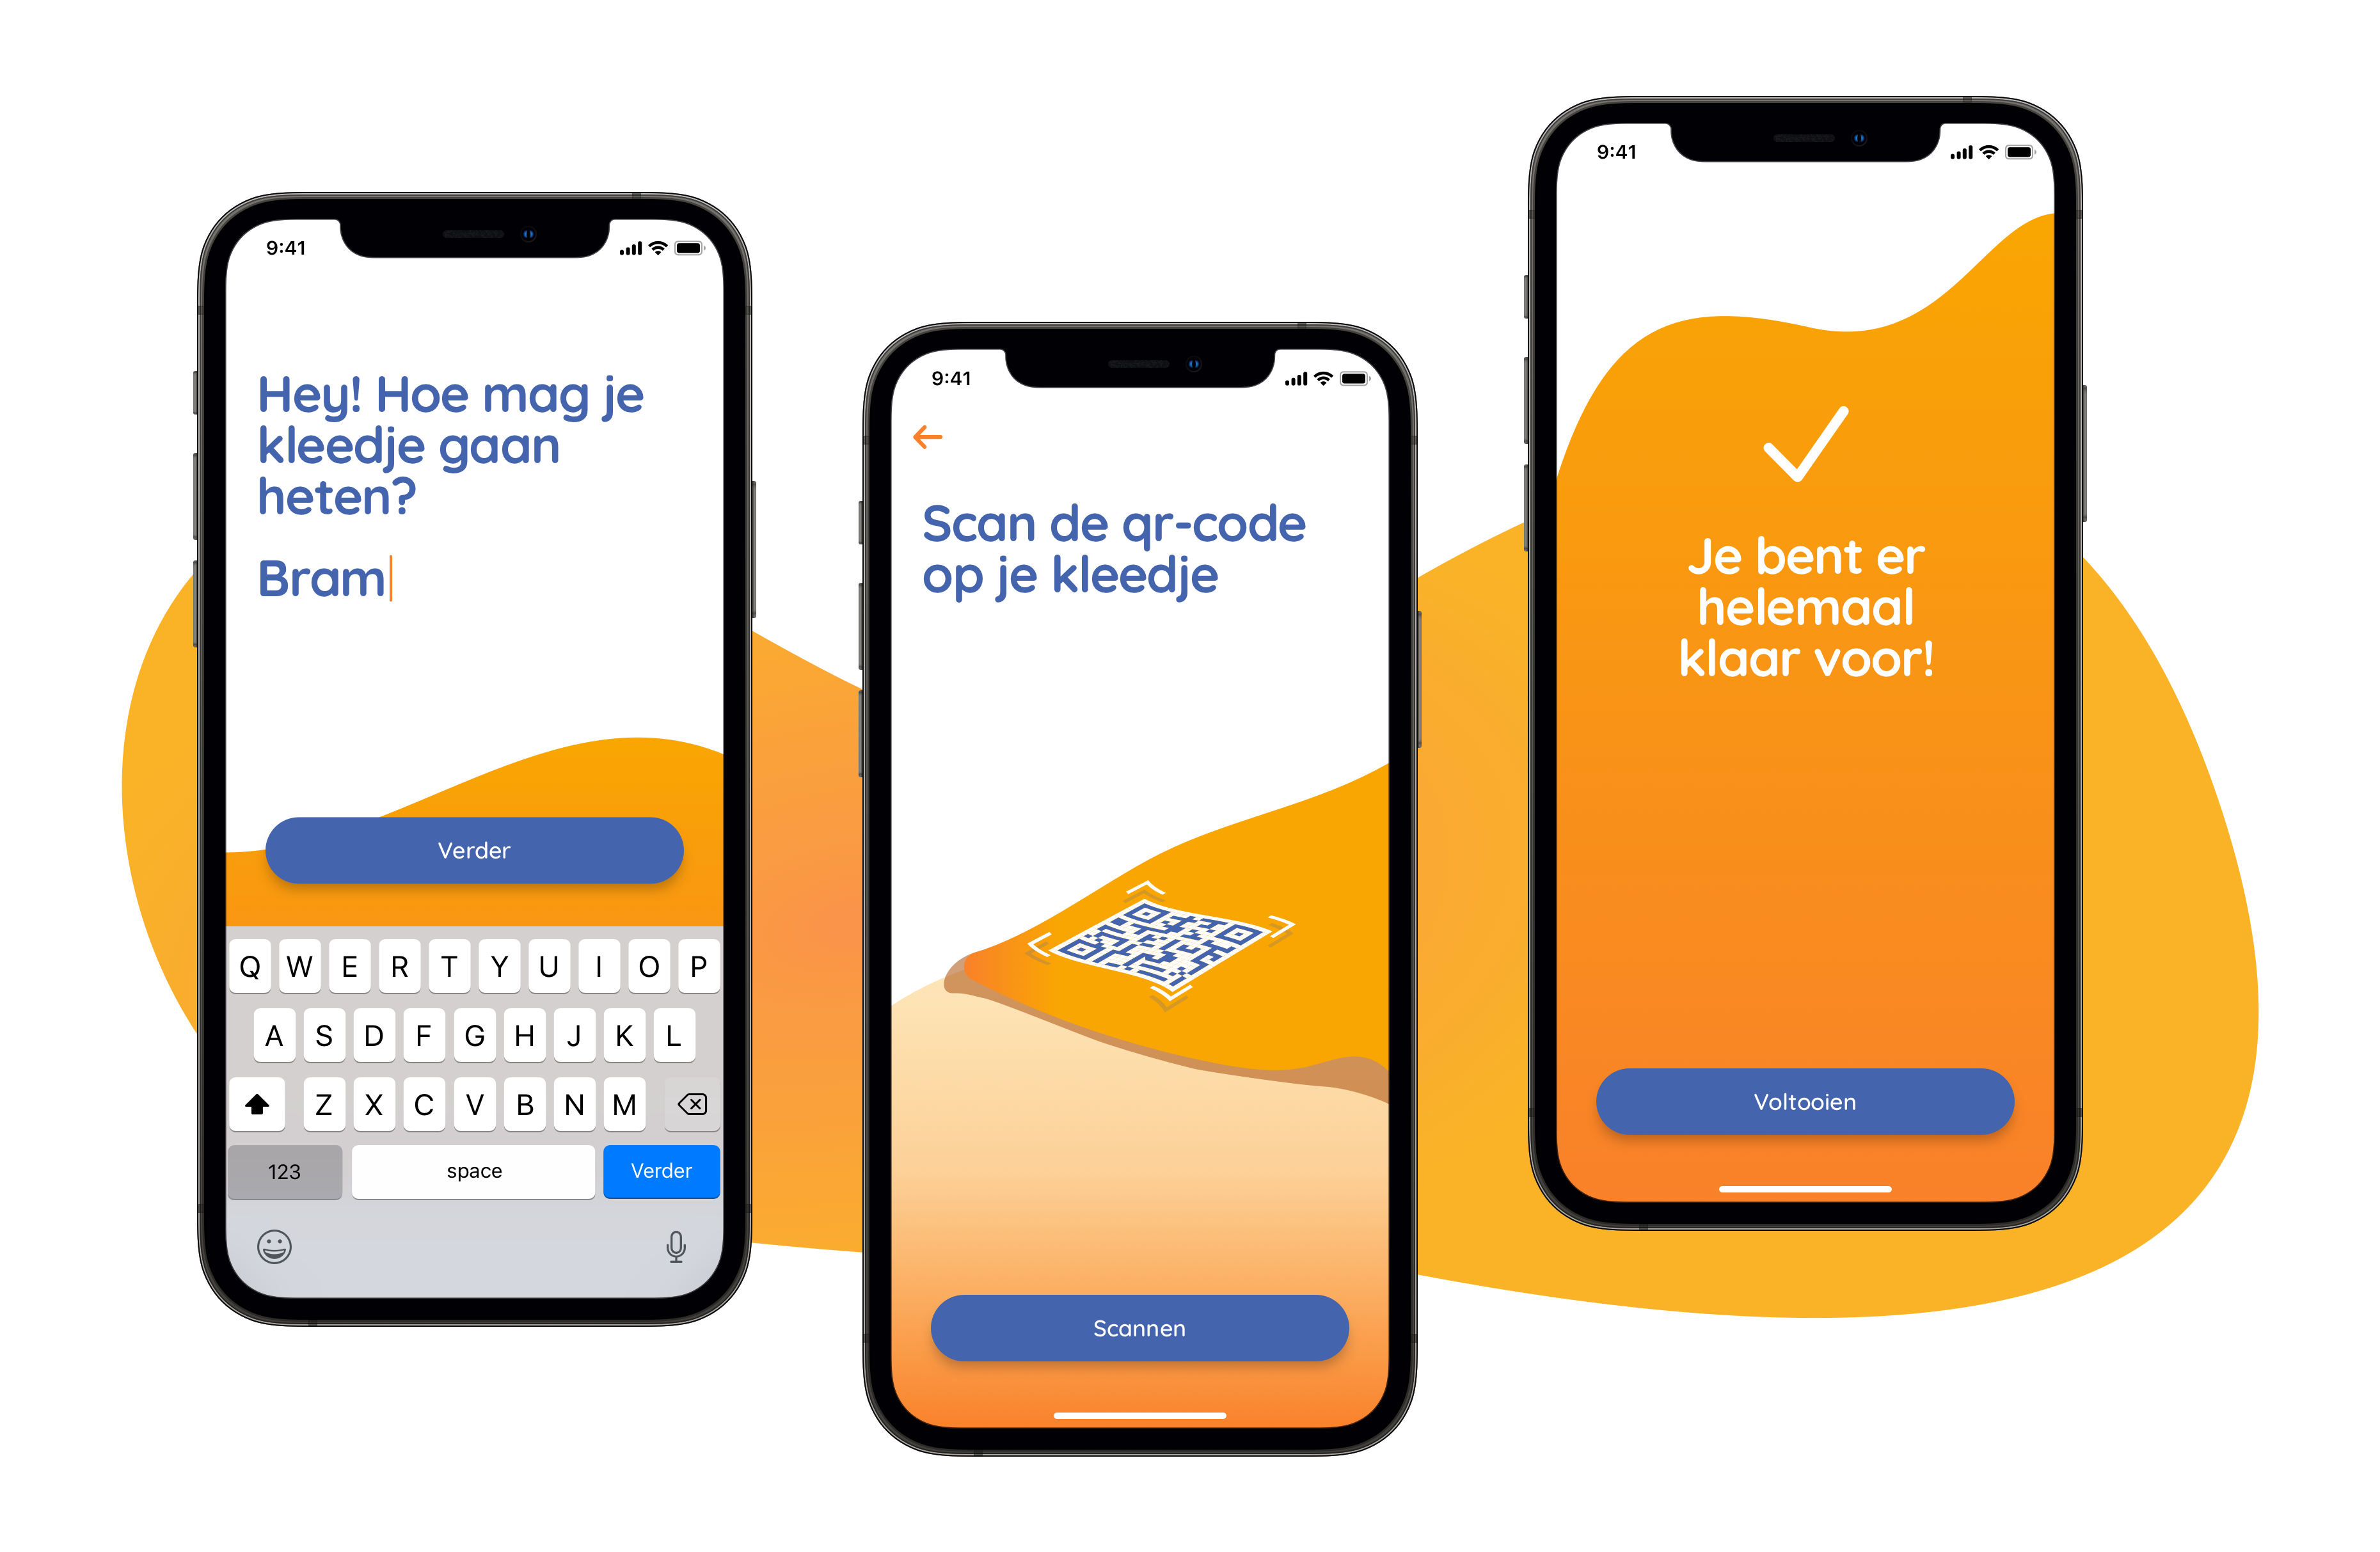 9:41
Hey! Hoe mag je
kleedje gaan
heten?
Bram
Verder
Q W E R T Y U I O P
A S D F G H J K L
Z X C V B N M
123 space Verder
9:41
Scan de qr-code
op je kleedje
Scannen
9:41
Je bent er
helemaal
klaar voor!
Voltooien